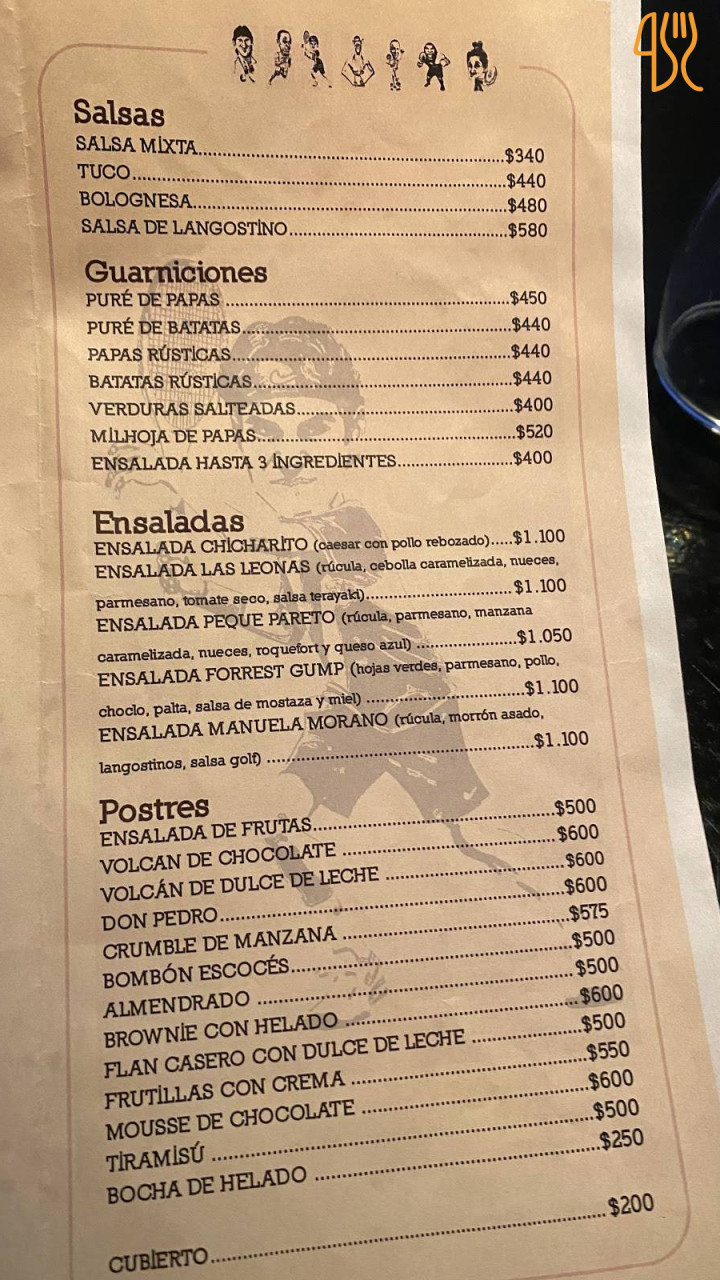 Salsas
SALSA MIXTA..............................$340
TUCO..............................$440
BOLOGNESA..............................$480
SALSA DE LANGOSTINO..............................$580
Guarniciones
PURÉ DE PAPAS ..............................$450
PURÉ DE BATATAS..............................$440
PAPAS RÚSTICAS..............................$440
BATATAS RÚSTICAS..............................$440
VERDURAS SALTEADAS..............................$400
MILHOJA DE PAPAS..............................$520
ENSALADA HASTA 3 INGREDIENTES..............................$400
Ensaladas
ENSALADA CHICHARITO (caesar con pollo rebozado).....$1.100
ENSALADA LAS LEONAS (rúcula, cebolla caramelizada, nueces,
parmesano, tomate seco, salsa terayaki)..............................$1.100
ENSALADA PEQUE PARETO (rúcula, parmesano, manzana
caramelizada, nueces, roquefort y queso azul) ....................$1.050
ENSALADA FORREST GUMP (hojas verdes, parmesano, pollo,
choclo, palta, salsa de mostaza y miel) ..............................$1.100
ENSALADA MANUELA MORANO (rúcula, morrón asado,
langostinos, salsa golf) ..............................$1.100
Postres
ENSALADA DE FRUTAS..............................$500
VOLCAN DE CHOCOLATE ..............................$600
VOLCÁN DE DULCE DE LECHE ..............................$600
DON PEDRO..............................$600
CRUMBLE DE MANZANA ..............................$575
BOMBÓN ESCOCÉS..............................$500
ALMENDRADO ..............................$500
BROWNIE CON HELADO ..............................$600
FLAN CASERO CON DULCE DE LECHE ....................$500
FRUTILLAS CON CREMA ..............................$550
MOUSSE DE CHOCOLATE ..............................$600
TIRAMISÚ ..............................$500
BOCHA DE HELADO ..............................$250
CUBIERTO..............................$200